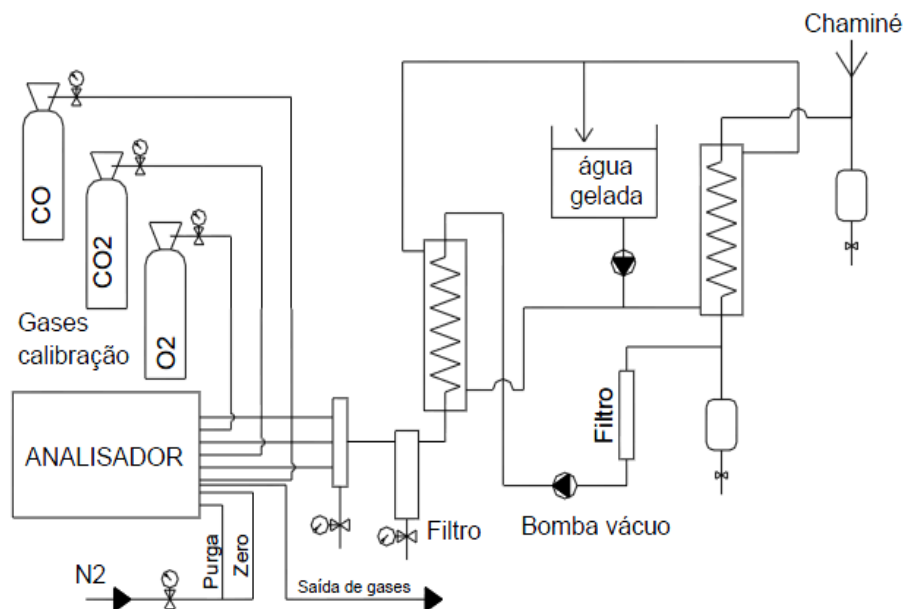 Chaminé
água
gelada
CO
CO2
O2
Gases
calibração
Filtro
ANALISADOR
Filtro
Bomba vácuo
Purga
Zero
N2
Saída de gases